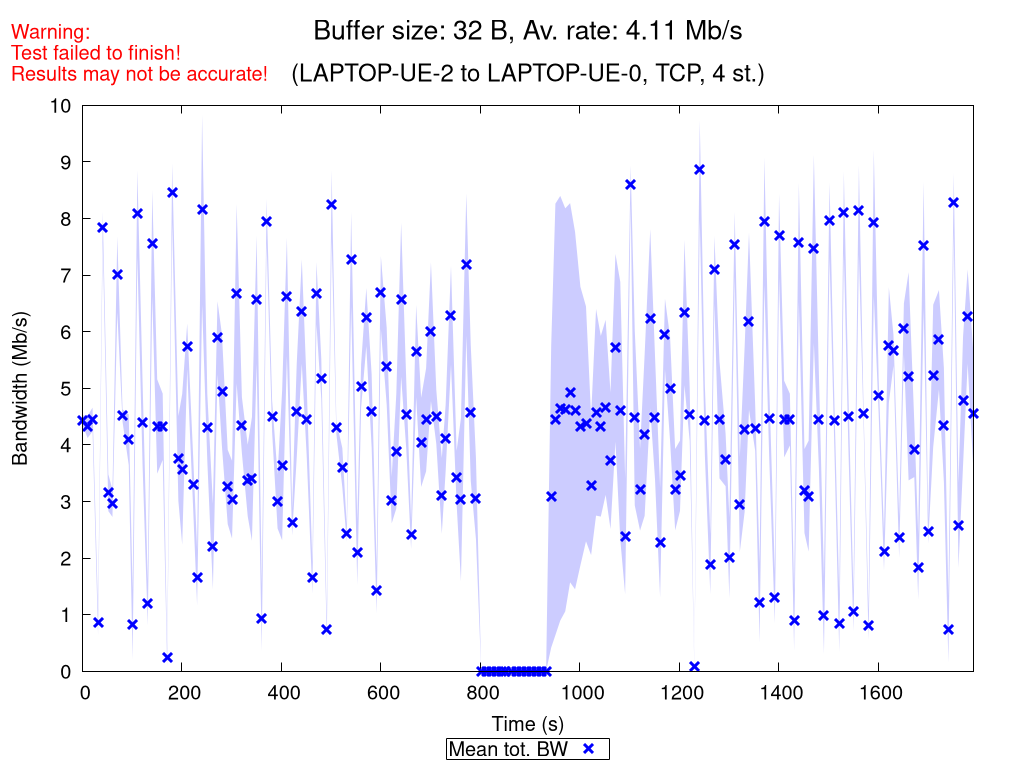 Warning:
Test failed to finish!
Results may not be accurate!
Buffer size: 32 B, Av. rate: 4.11 Mb/s
(LAPTOP-UE-2 to LAPTOP-UE-0, TCP, 4 st.)
10
9
8
7
6
5
4
3
2
1
0
Bandwidth (Mb/s)
0 200 400 600 800 1000 1200 1400 1600
Time (s)
Mean tot. BW